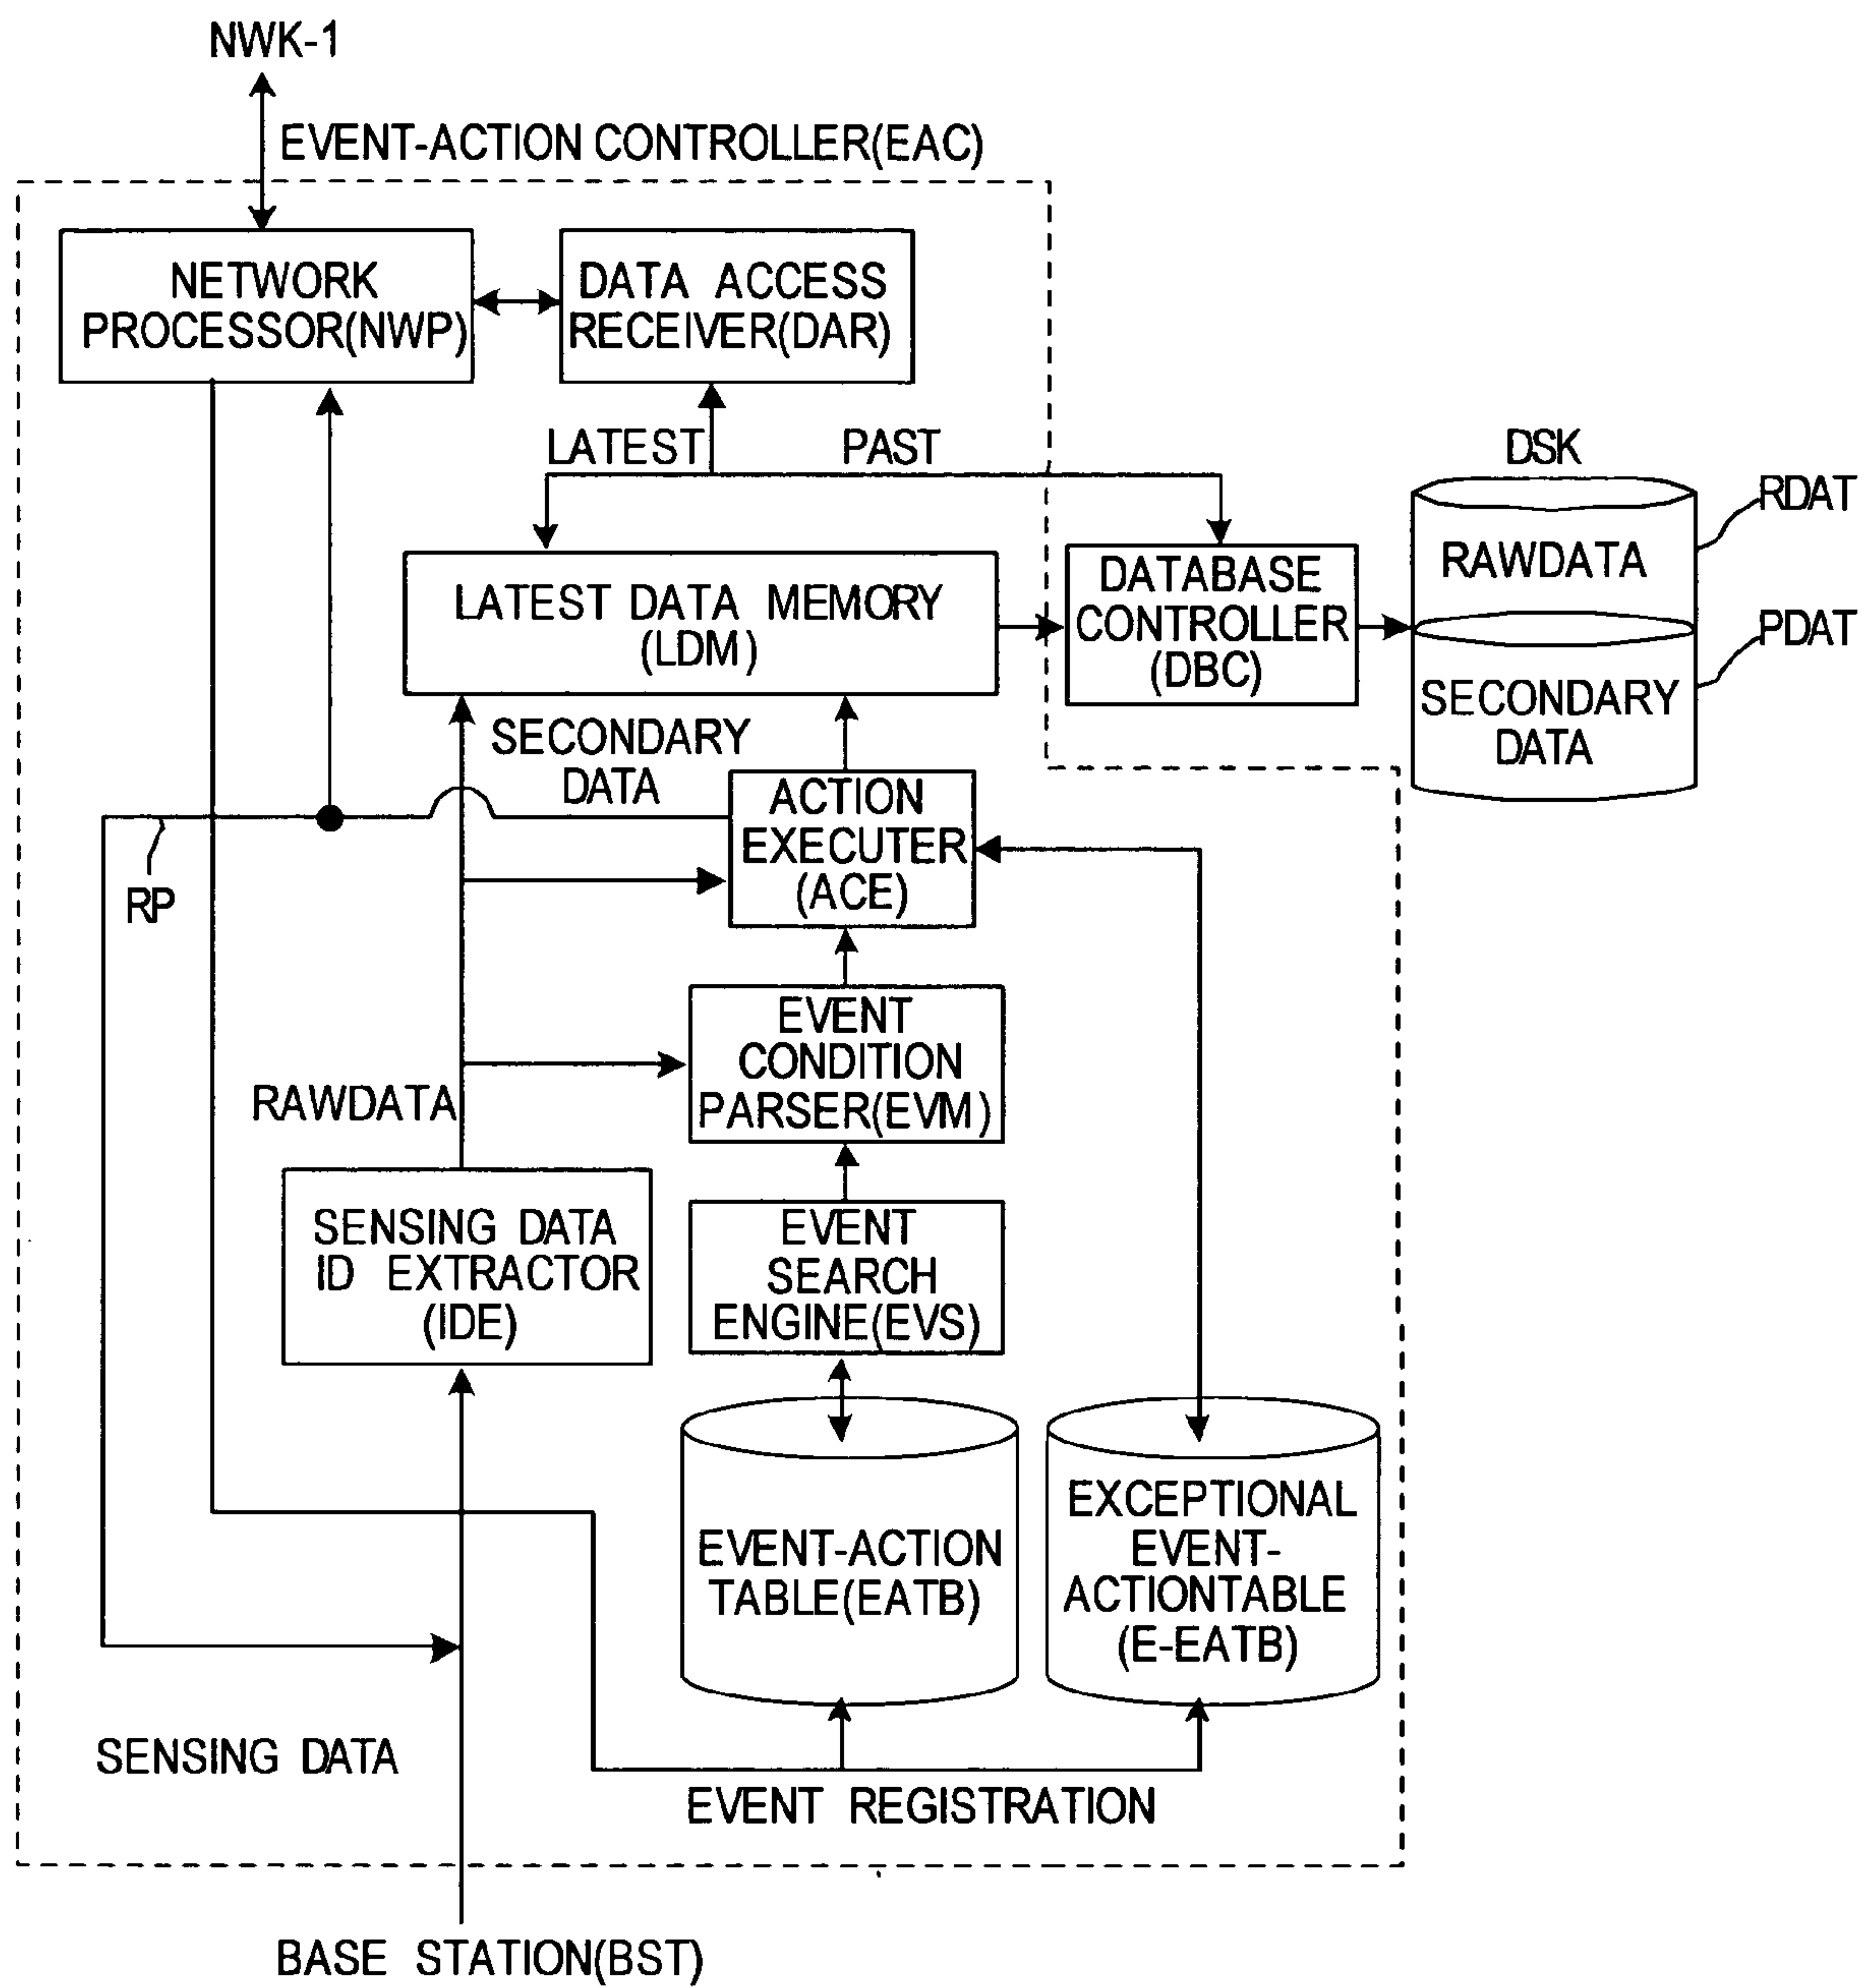 NWK-1
EVENT-ACTION CONTROLLER(EAC)
NETWORK
PROCESSOR(NWP)
DATA ACCESS
RECEIVER(DAR)
LATEST
PAST
DSK
RDAT
RAWDATA
PDAT
SECONDARY
DATA
LATEST DATA MEMORY
(LDM)
DATABASE
CONTROLLER
(DBC)
SECONDARY
DATA
ACTION
EXECUTER
(ACE)
RP
EVENT
CONDITION
PARSER(EVM)
RAWDATA
SENSING DATA
ID EXTRACTOR
(IDE)
EVENT
SEARCH
ENGINE(EVS)
EVENT-ACTION
TABLE(EATB)
EXCEPTIONAL
EVENT-
ACTIONTABLE
(E-EATB)
SENSING DATA
EVENT REGISTRATION
BASE STATION(BST)